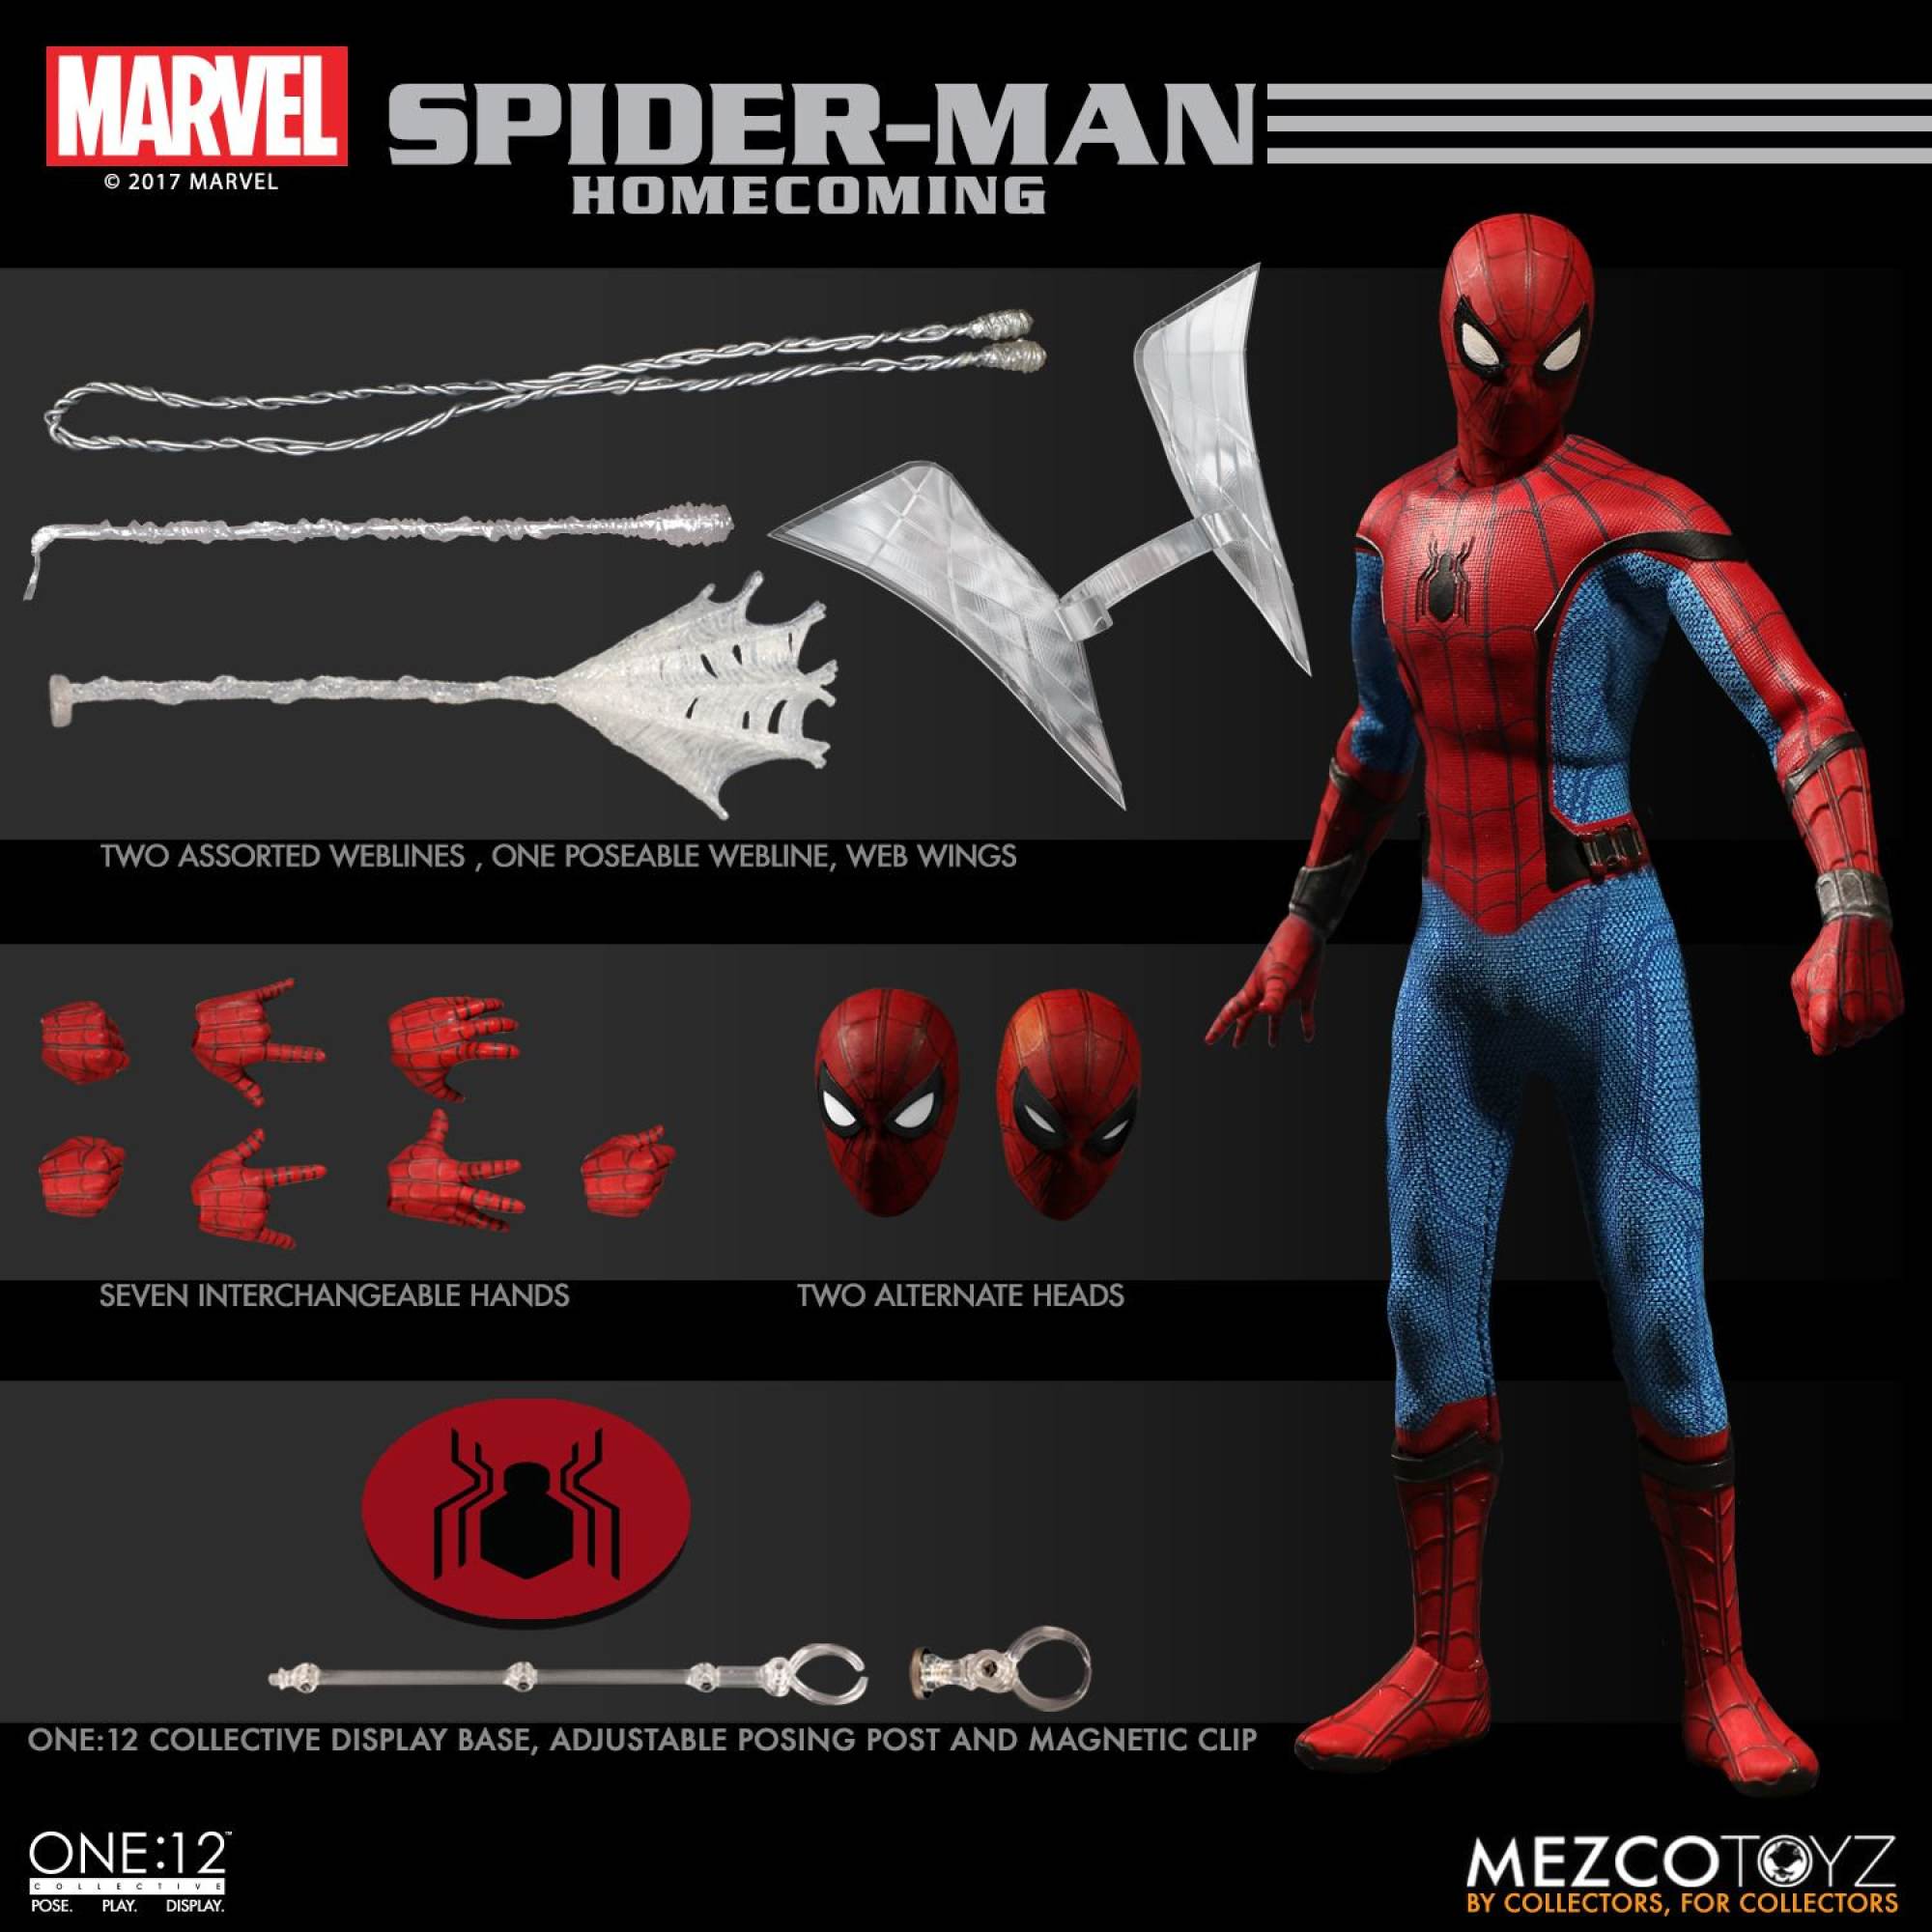 MARVEL
© 2017 MARVEL
SPIDER-MAN
HOMECOMING
TWO ASSORTED WEBLINES , ONE POSEABLE WEBLINE, WEB WINGS
SEVEN INTERCHANGEABLE HANDS
TWO ALTERNATE HEADS
ONE:12 COLLECTIVE DISPLAY BASE, ADJUSTABLE POSING POST AND MAGNETIC CLIP
ONE:12™
COLLECTIVE
POSE. PLAY. DISPLAY.
MEZCOTOYZ
BY COLLECTORS, FOR COLLECTORS